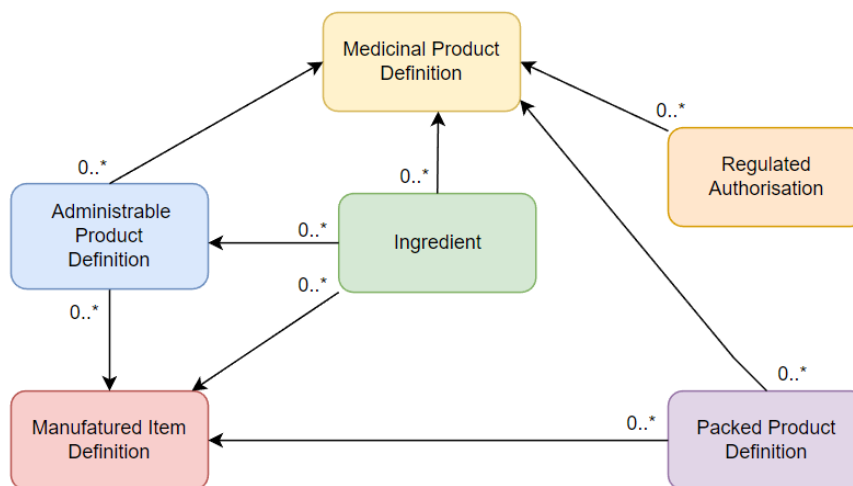 Medicinal Product
Definition
0..*
0..*
Regulated
Authorisation
0..*
Administrable
Product
Definition
0..*
Ingredient
0..*
0..*
0..*
Manufatured Item
Definition
0..*
Packed Product
Definition